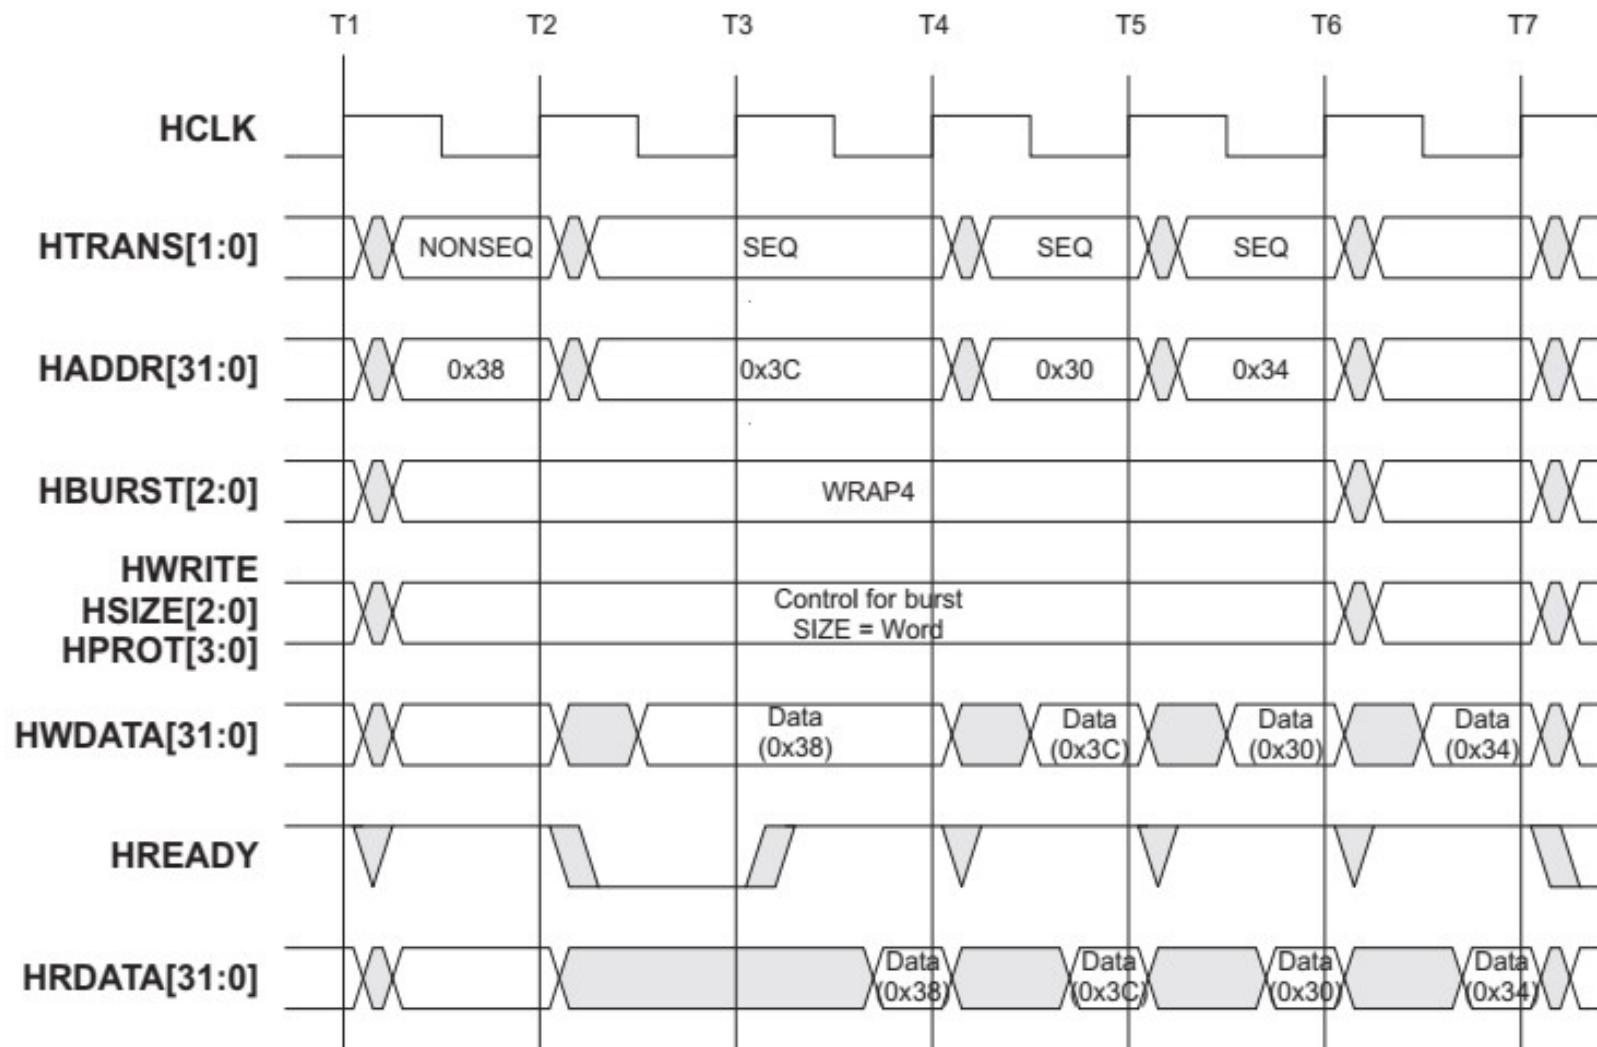 T1 T2 T3 T4 T5 T6 T7
HCLK
HTRANS[1:0] NONSEQ SEQ SEQ SEQ
HADDR[31:0] 0x38 0x3C 0x30 0x34
HBURST[2:0] WRAP4
HWRITE
HSIZE[2:0]
HPROT[3:0]
Control for burst
SIZE = Word
HWDATA[31:0]
Data
(0x38)
Data
(0x3C)
Data
(0x30)
Data
(0x34)
HREADY
HRDATA[31:0]
Data
(0x38)
Data
(0x3C)
Data
(0x30)
Data
(0x34)